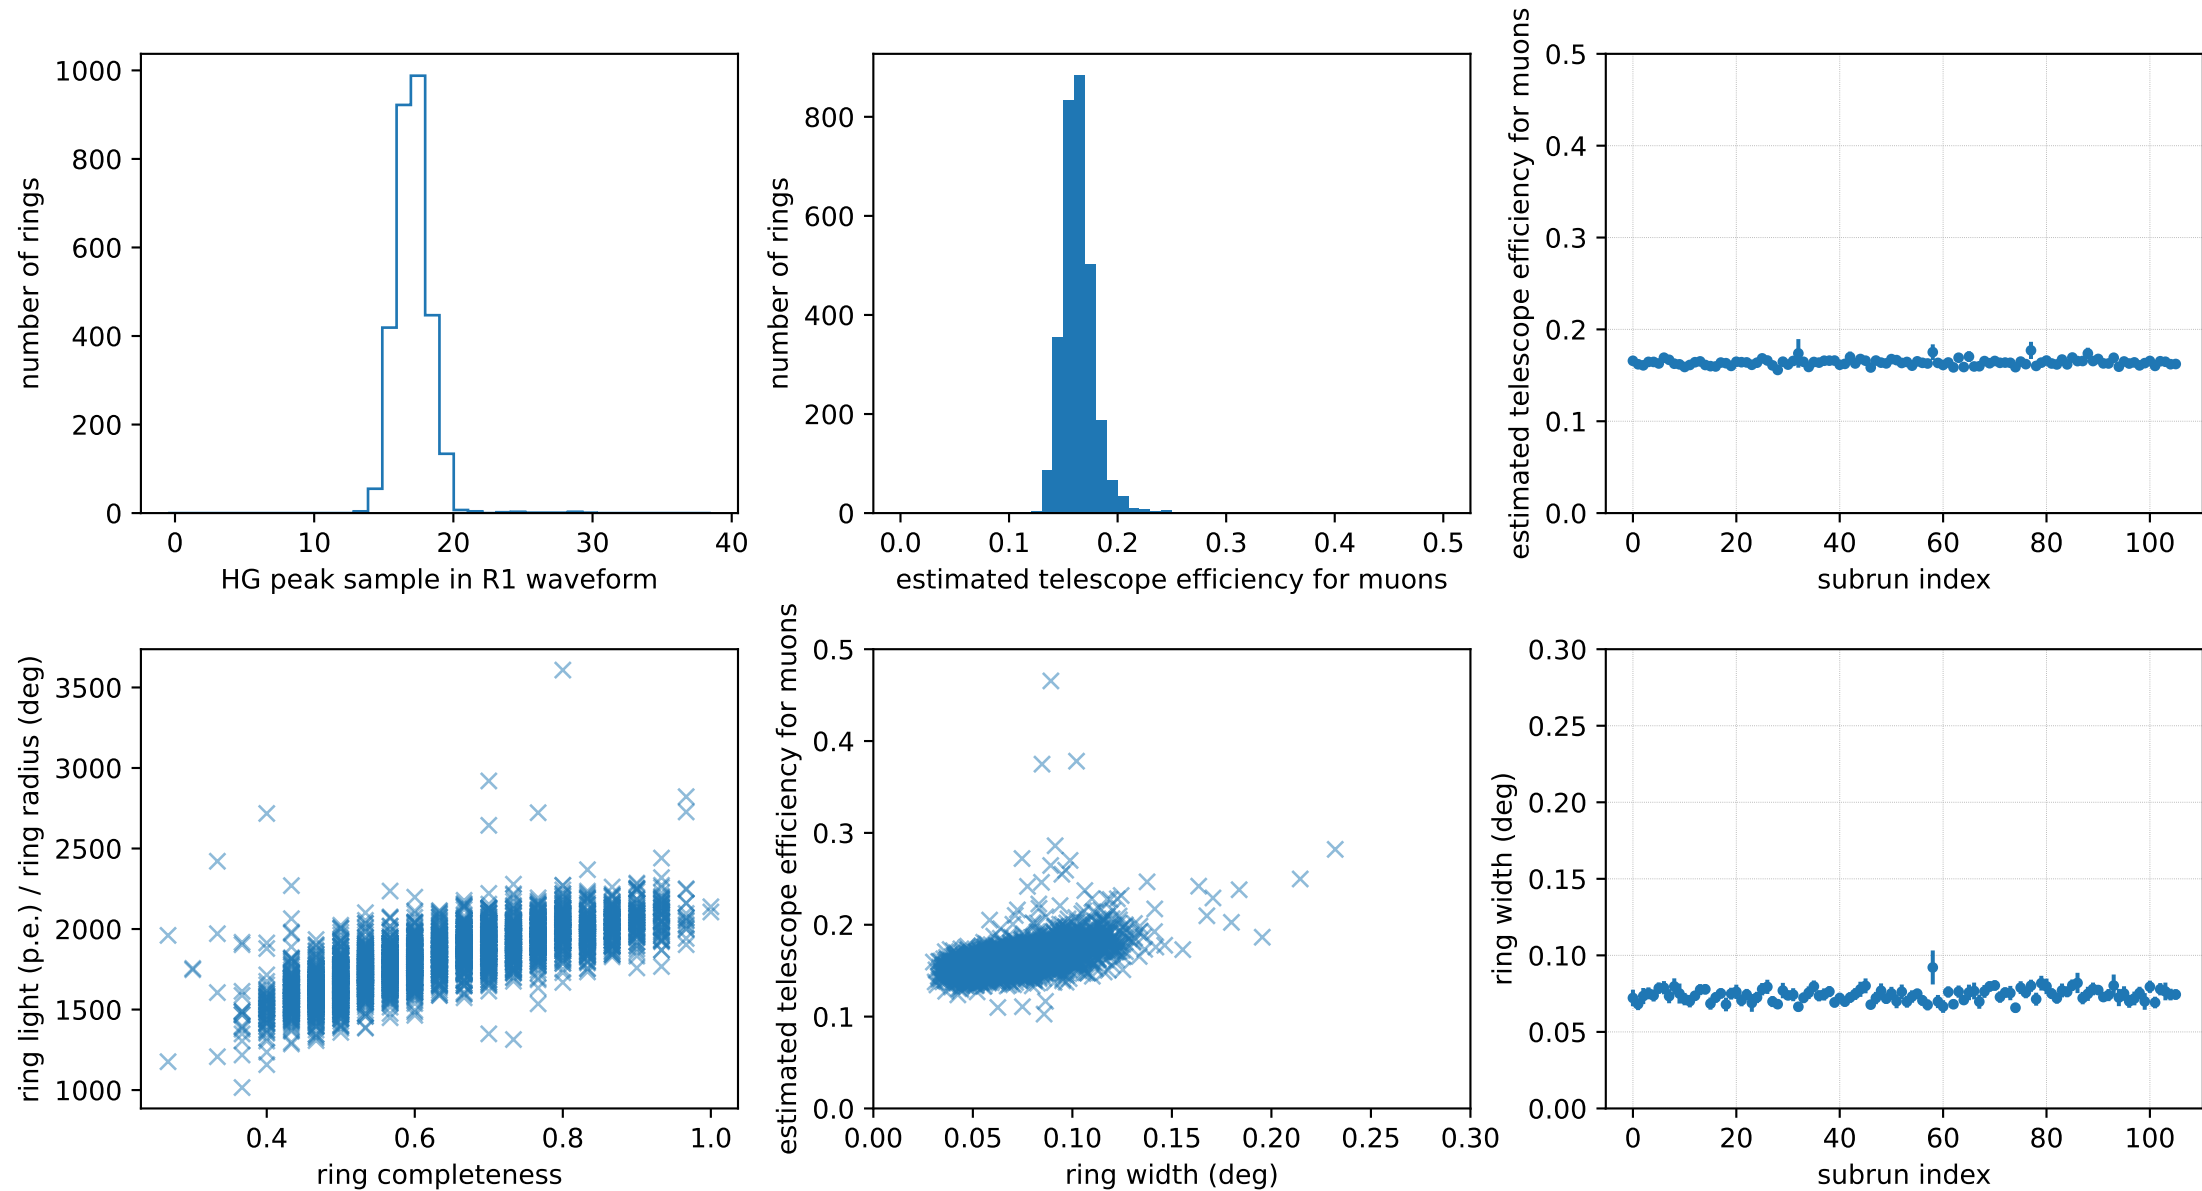 number of rings
1000
800
600
400
200
0
0 10 20 30 40
HG peak sample in R1 waveform
number of rings
800
600
400
200
0
0.0 0.1 0.2 0.3 0.4 0.5
estimated telescope efficiency for muons
estimated telescope efficiency for muons
0.5
0.4
0.3
0.2
0.1
0.0
0 20 40 60 80 100
subrun index
ring light (p.e.) / ring radius (deg)
3500
3000
2500
2000
1500
1000
0.4 0.6 0.8 1.0
ring completeness
estimated telescope efficiency for muons
0.5
0.4
0.3
0.2
0.1
0.0
0.00 0.05 0.10 0.15 0.20 0.25 0.30
ring width (deg)
ring width (deg)
0.30
0.25
0.20
0.15
0.10
0.05
0.00
0 20 40 60 80 100
subrun index